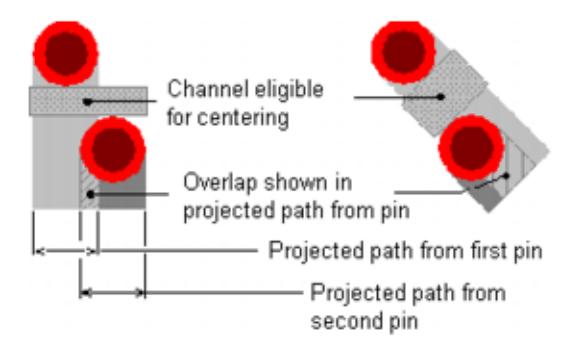 Channel eligible
for centering
Overlap shown in
projected path from pin
Projected path from first pin
Projected path from
second pin